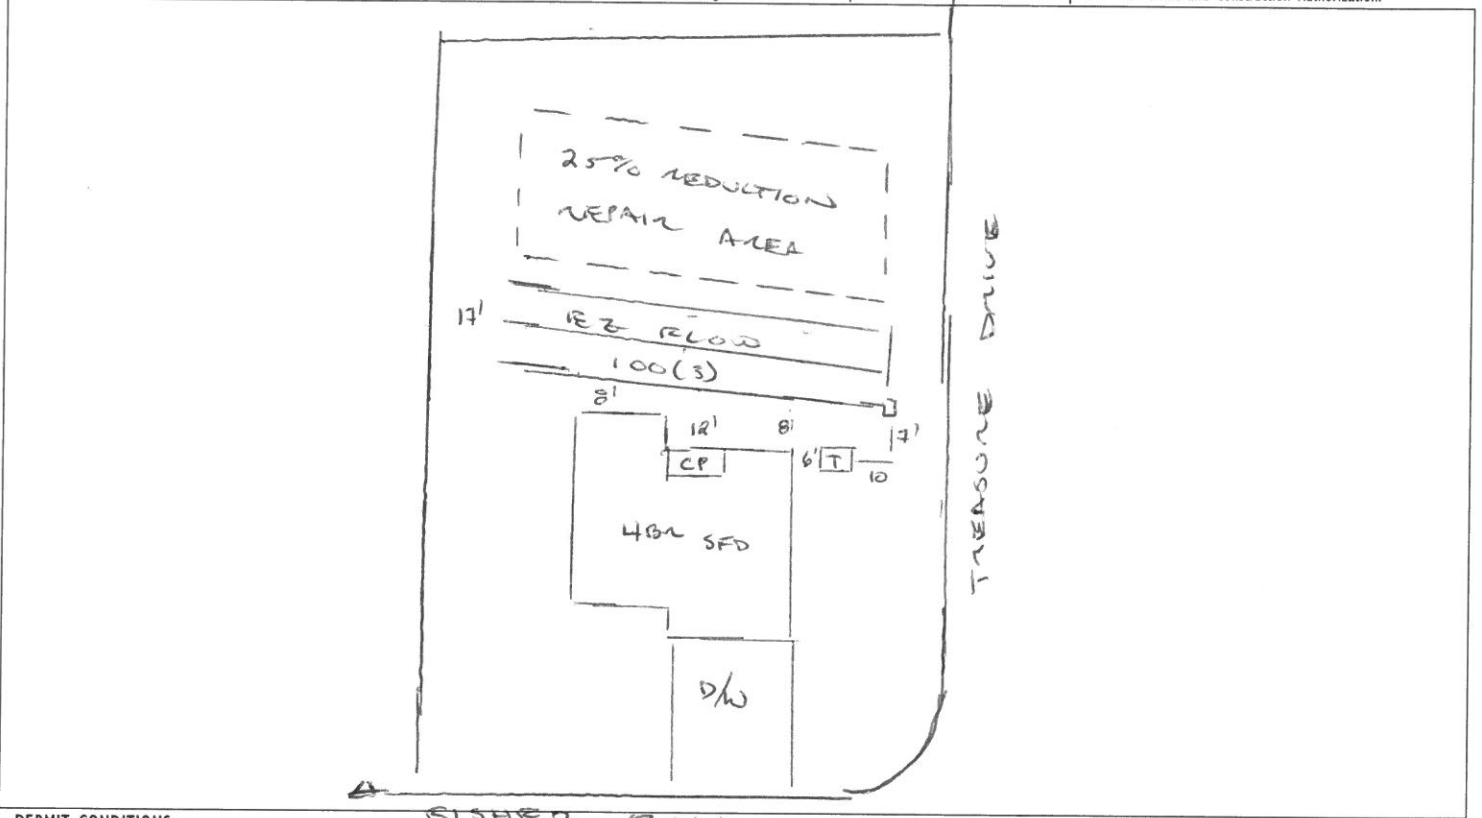 25% REDUCTION
REPAIR AREA
17'
EZ FLOW
100(3)
8'
12'
8'
7'
CP
6'
T
10
4BR SFD
D/W
TREASURE DRIVE
PERMIT CONDITIONS
FISHER